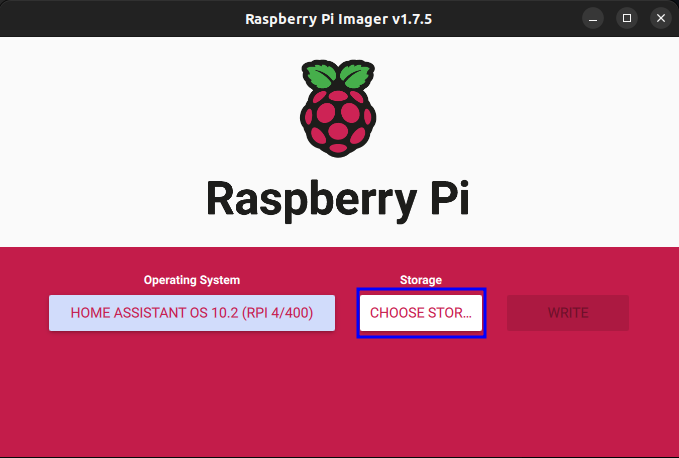 Raspberry Pi Imager v1.7.5
Raspberry Pi
Operating System
Storage
HOME ASSISTANT OS 10.2 (RPI 4/400)
CHOOSE STOR...
WRITE